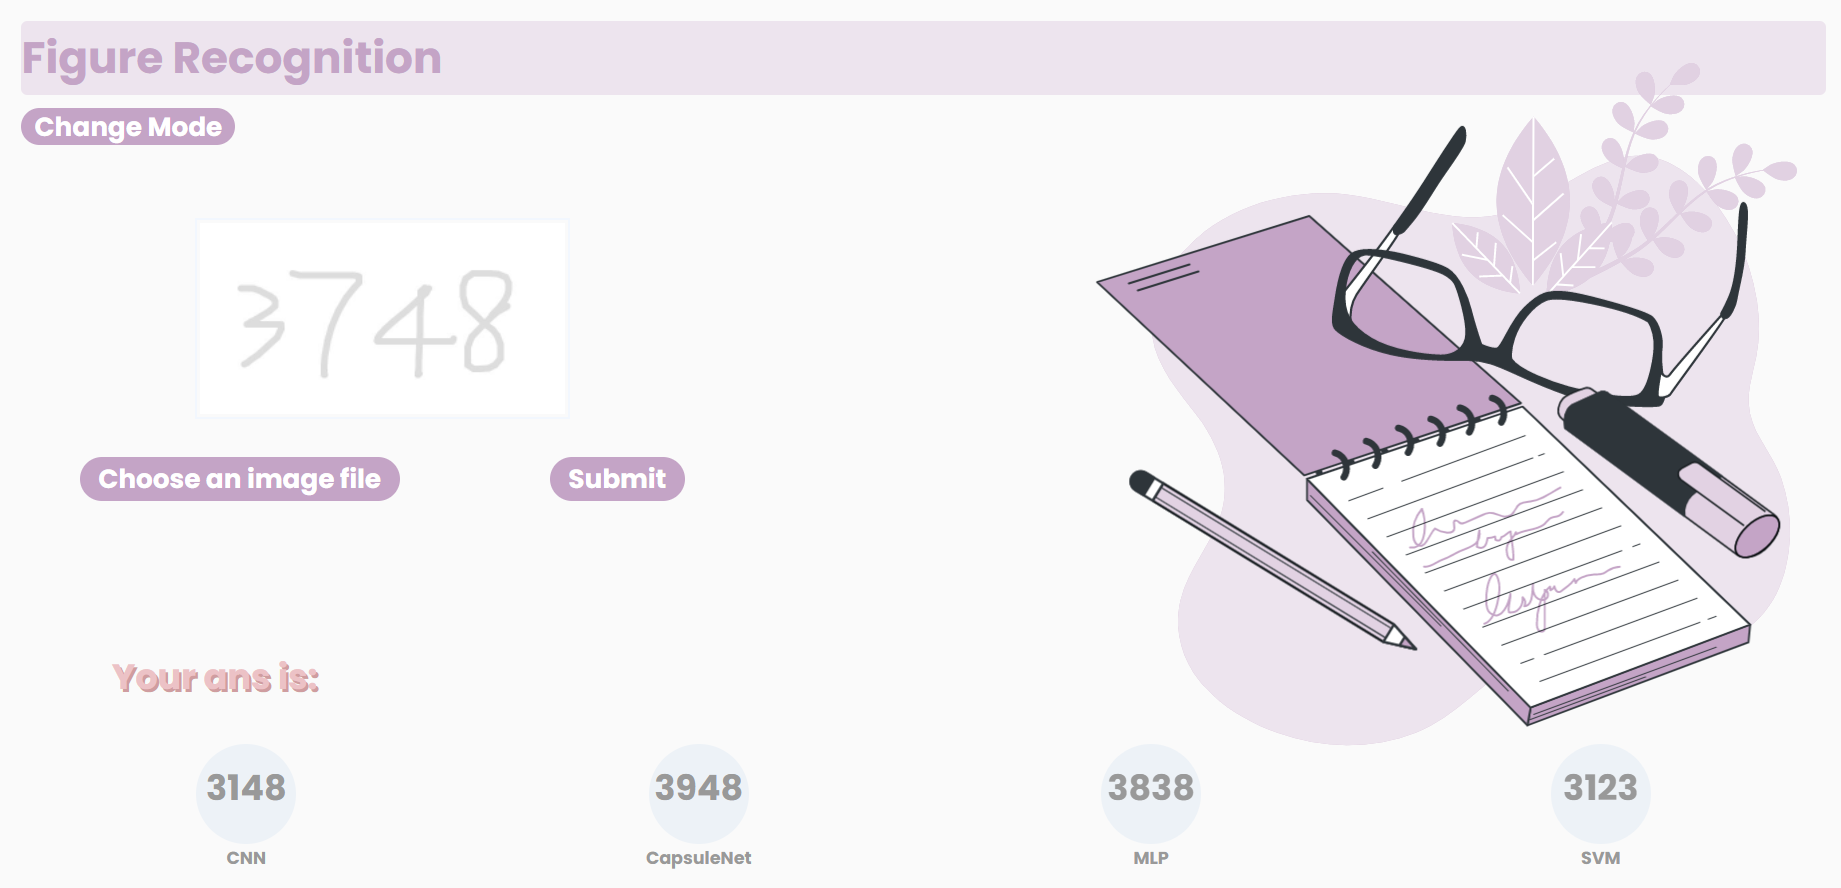 Figure Recognition
Change Mode
3748
Choose an image file
Submit
Your ans is:
3148
3948
3838
3123
CNN
CapsuleNet
MLP
SVM